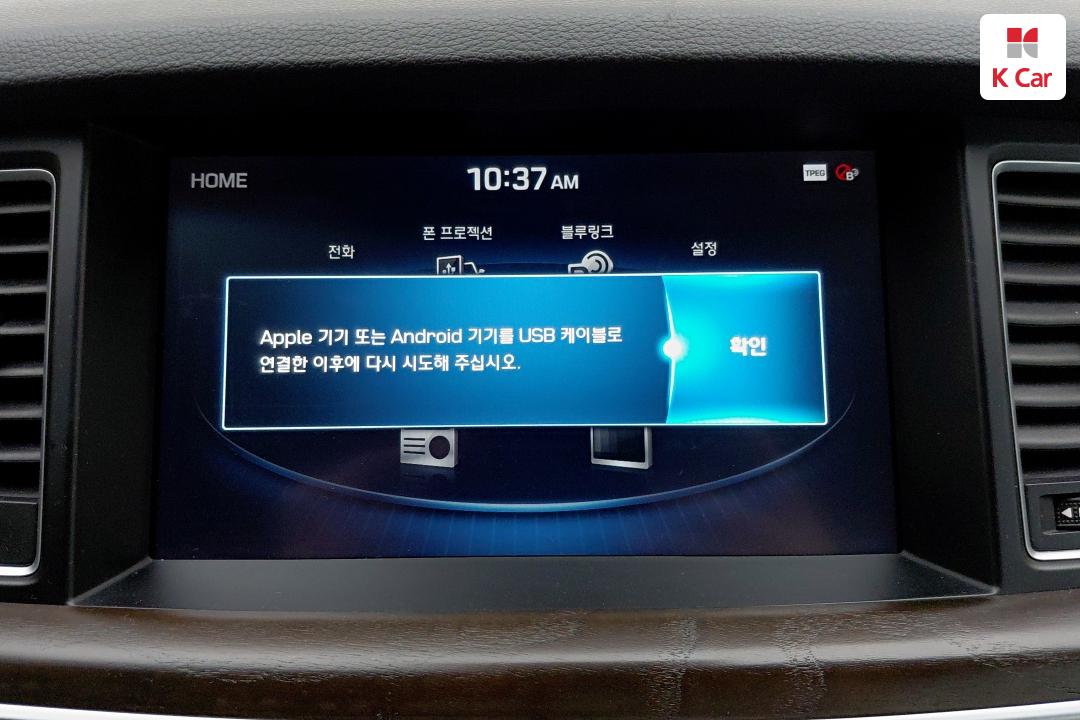 K Car
HOME
10:37 AM
TPEG
폰 프로젝션
블루링크
전화
설정
Apple 기기 또는 Android 기기를 USB 케이블로
연결한 이후에 다시 시도해 주십시오.
확인